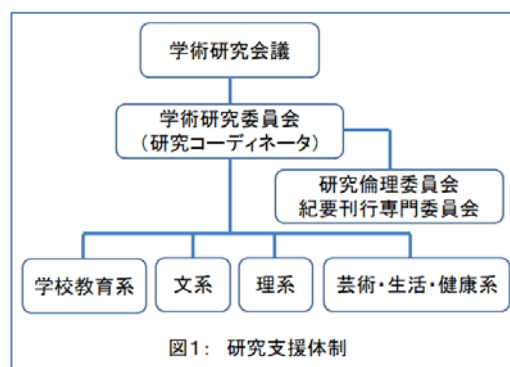 学術研究会議
学術研究委員会
(研究コーディネータ)
研究倫理委員会
紀要刊行専門委員会
学校教育系
文系
理系
芸術・生活・健康系
図1: 研究支援体制